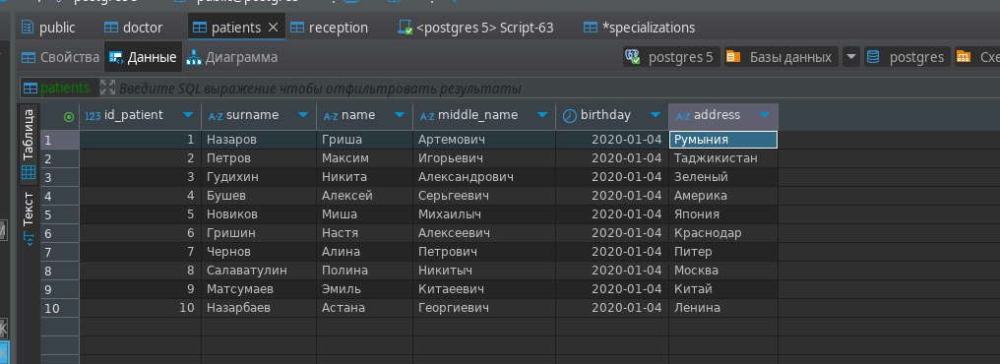 public doctor patients reception <postgres 5> Script-63 *specializations
Свойства Данные Диаграмма postgres 5 Базы данных postgres Схе
patients Введите SQL выражение чтобы отфильтровать результаты
Таблица
Текст
123 id_patient A-Z surname A-Z name A-Z middle_name birthday A-Z address
1 1 Назаров Гриша Артемович 2020-01-04 Румыния
2 2 Петров Максим Игорьевич 2020-01-04 Таджикистан
3 3 Гудихин Никита Александрович 2020-01-04 Зеленый
4 4 Бушев Алексей Серьгеевич 2020-01-04 Америка
5 5 Новиков Миша Михаилыч 2020-01-04 Япония
6 6 Гришин Настя Алексеевич 2020-01-04 Краснодар
7 7 Чернов Алина Петрович 2020-01-04 Питер
8 8 Салаватулин Полина Никитыч 2020-01-04 Москва
9 9 Матсумаев Эмиль Китаеевич 2020-01-04 Китай
10 10 Назарбаев Астана Георгиевич 2020-01-04 Ленина